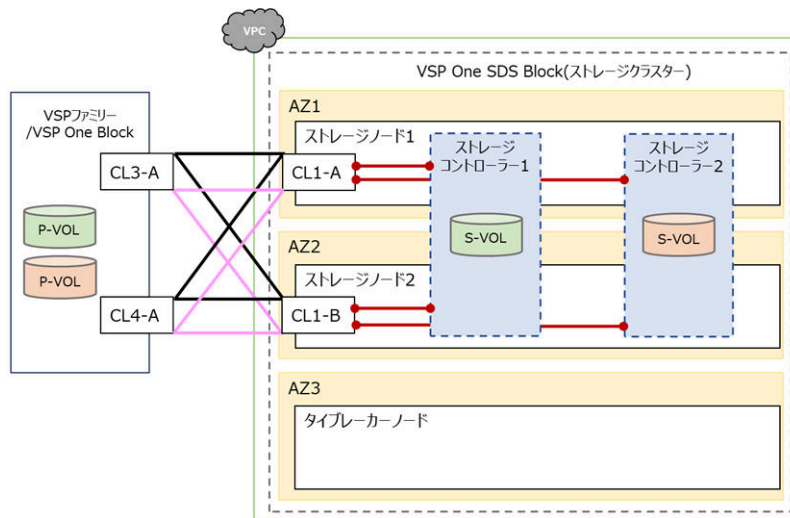 VPC
VSP One SDS Block(ストレージクラスター)
VSPファミリー
/VSP One Block
CL3-A
P-VOL
P-VOL
CL4-A
AZ1
ストレージノード1
CL1-A
ストレージ
コントローラー1
ストレージ
コントローラー2
S-VOL
S-VOL
AZ2
ストレージノード2
CL1-B
AZ3
タイブレーカーノード